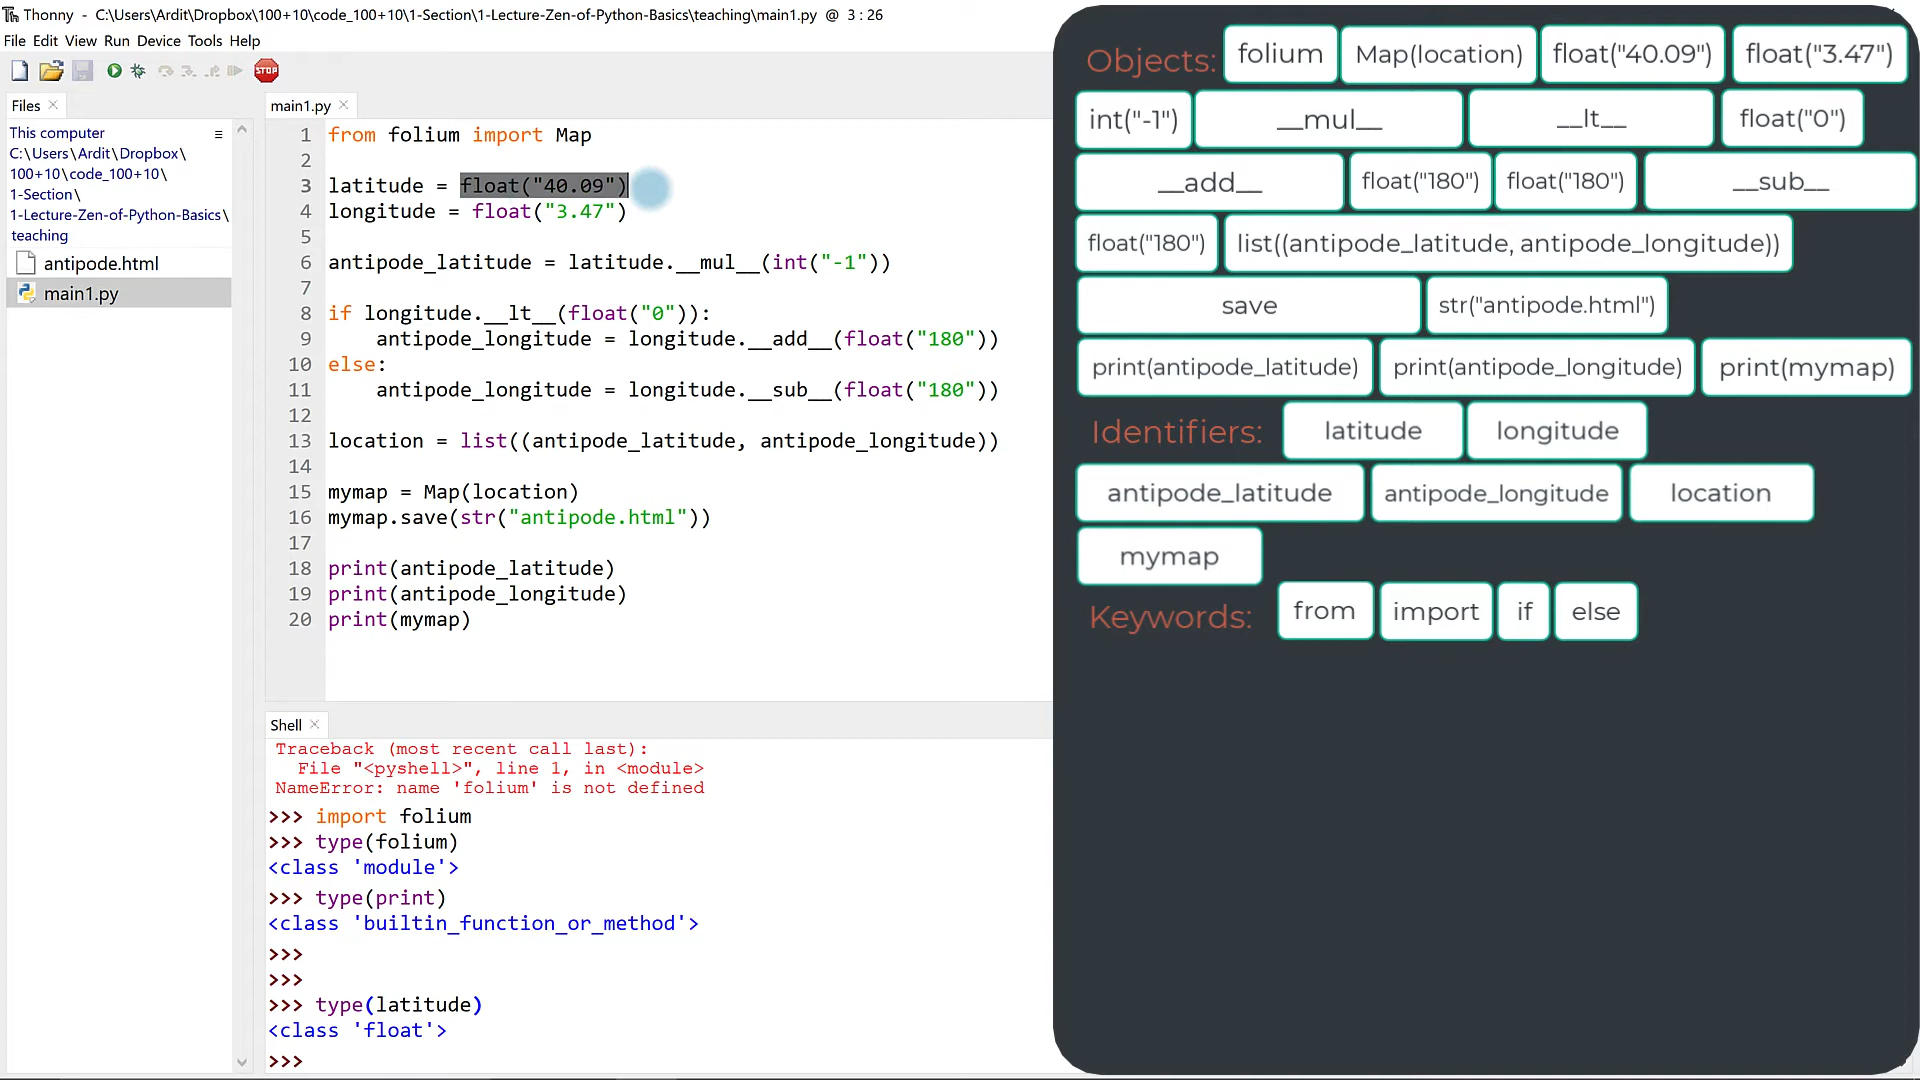 Thonny - C:\Users\Ardit\Dropbox\100+10\code_100+10\1-Section\1-Lecture-Zen-of-Python-Basics\teaching\main1.py @ 3 : 26
File Edit View Run Device Tools Help
STOP
Files
This computer
C:\Users\Ardit\Dropbox\
100+10\code_100+10\
1-Section\
1-Lecture-Zen-of-Python-Basics\
teaching
antipode.html
main1.py
main1.py
1 from folium import Map
2
3 latitude = float("40.09")
4 longitude = float("3.47")
5
6 antipode_latitude = latitude.__mul__(int("-1"))
7
8 if longitude.__lt__(float("0")):
9     antipode_longitude = longitude.__add__(float("180"))
10 else:
11     antipode_longitude = longitude.__sub__(float("180"))
12
13 location = list((antipode_latitude, antipode_longitude))
14
15 mymap = Map(location)
16 mymap.save(str("antipode.html"))
17
18 print(antipode_latitude)
19 print(antipode_longitude)
20 print(mymap)
Shell
Traceback (most recent call last):
  File "<pyshell>", line 1, in <module>
NameError: name 'folium' is not defined
>>> import folium
>>> type(folium)
<class 'module'>
>>> type(print)
<class 'builtin_function_or_method'>
>>>
>>>
>>> type(latitude)
<class 'float'>
>>>
Objects: folium Map(location) float("40.09") float("3.47")
int("-1") __mul__ __lt__ float("0")
__add__ float("180") float("180") __sub__
float("180") list((antipode_latitude, antipode_longitude))
save str("antipode.html")
print(antipode_latitude) print(antipode_longitude) print(mymap)
Identifiers: latitude longitude
antipode_latitude antipode_longitude location
mymap
Keywords: from import if else